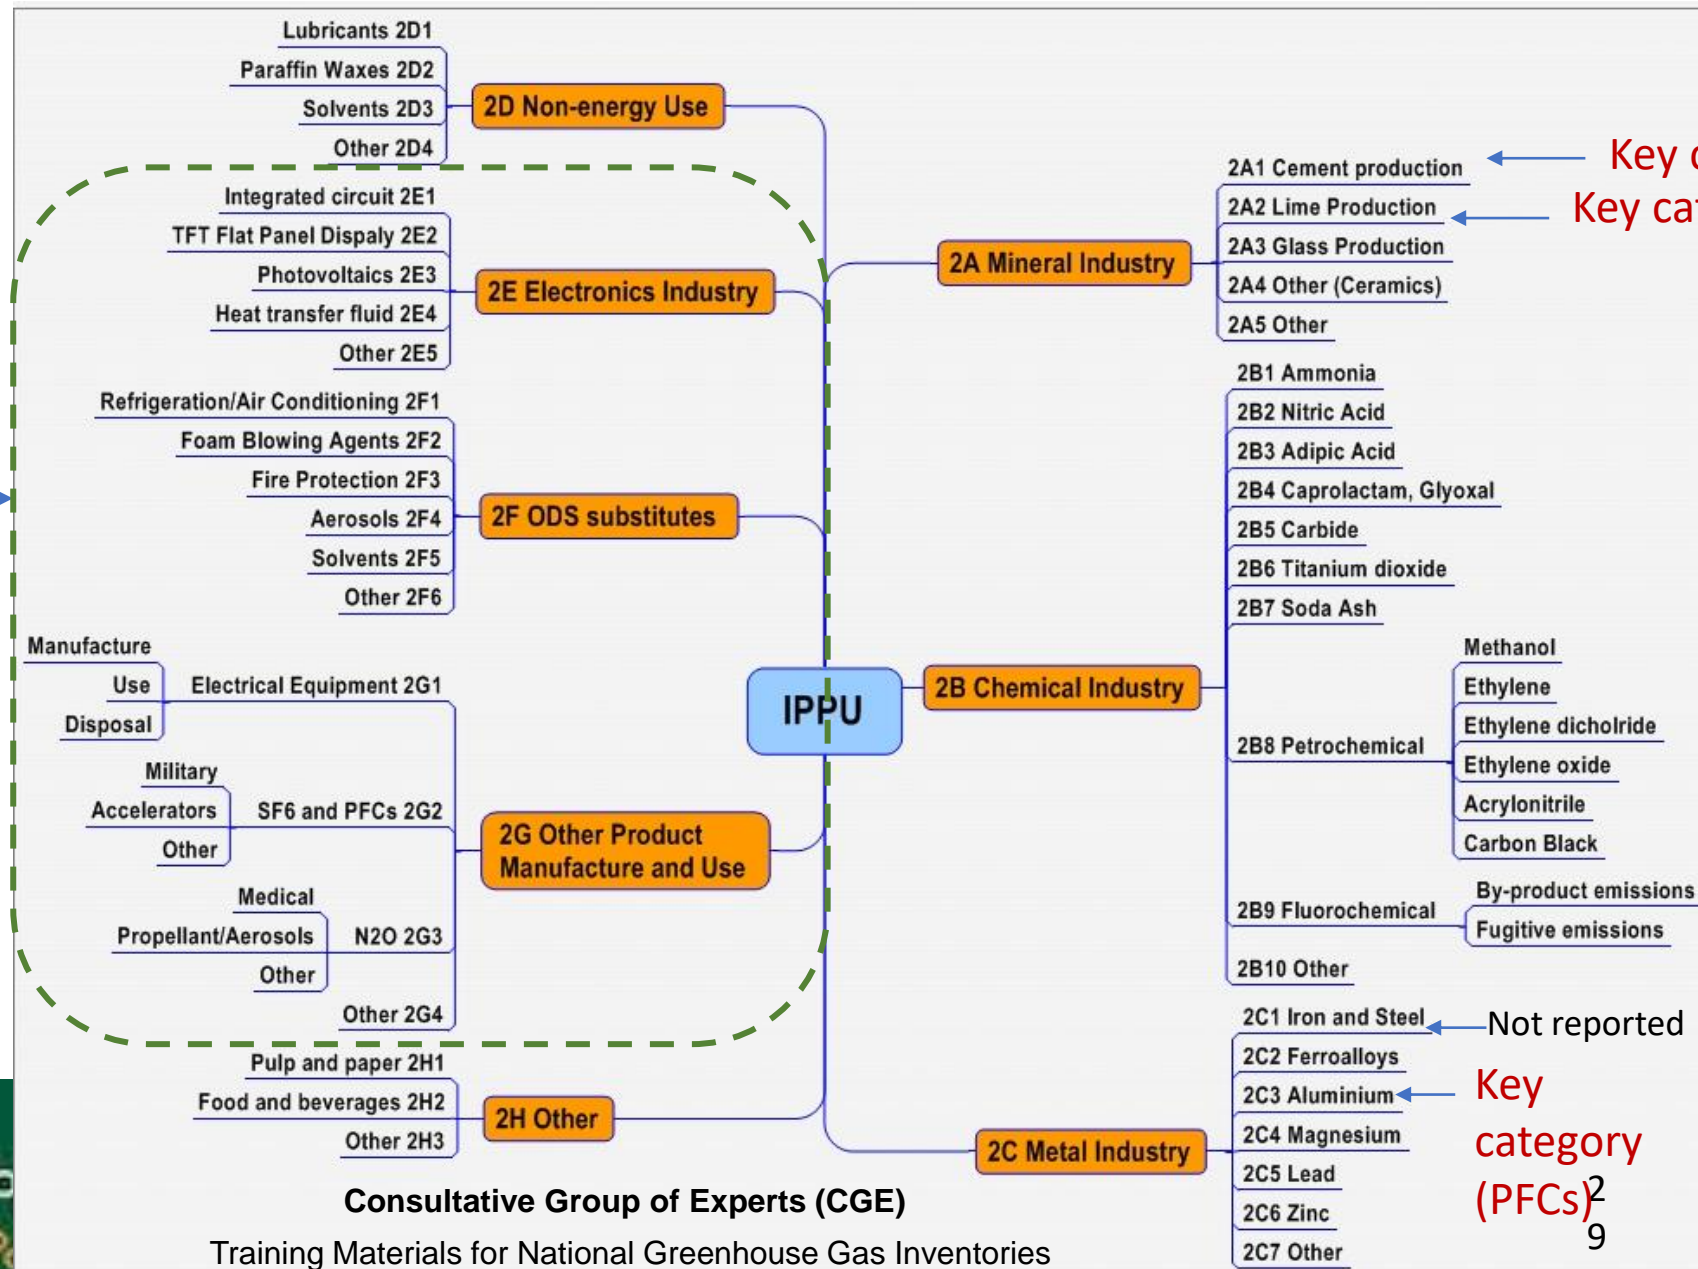 Lubricants 2D1
Paraffin Waxes 2D2
Solvents 2D3
Other 2D4
2D Non-energy Use
Integrated circuit 2E1
TFT Flat Panel Dispaly 2E2
Photovoltaics 2E3
Heat transfer fluid 2E4
Other 2E5
2E Electronics Industry
Refrigeration/Air Conditioning 2F1
Foam Blowing Agents 2F2
Fire Protection 2F3
Aerosols 2F4
Solvents 2F5
Other 2F6
2F ODS substitutes
Manufacture
Use
Disposal
Electrical Equipment 2G1
Military
Accelerators
Other
SF6 and PFCs 2G2
Medical
Propellant/Aerosols
Other
N2O 2G3
Other 2G4
2G Other Product
Manufacture and Use
Pulp and paper 2H1
Food and beverages 2H2
Other 2H3
2H Other
IPPU
2A Mineral Industry
2A1 Cement production
Key
2A2 Lime Production
Key
2A3 Glass Production
2A4 Other (Ceramics)
2A5 Other
2B Chemical Industry
2B1 Ammonia
2B2 Nitric Acid
2B3 Adipic Acid
2B4 Caprolactam, Glyoxal
2B5 Carbide
2B6 Titanium dioxide
2B7 Soda Ash
2B8 Petrochemical
Methanol
Ethylene
Ethylene dicholride
Ethylene oxide
Acrylonitrile
Carbon Black
2B9 Fluorochemical
By-product emissions
Fugitive emissions
2B10 Other
2C Metal Industry
2C1 Iron and Steel
Not reported
2C2 Ferroalloys
2C3 Aluminium
Key
category
(PFCs)
2C4 Magnesium
2C5 Lead
2C6 Zinc
2C7 Other
Consultative Group of Experts (CGE)
Training Materials for National Greenhouse Gas Inventories
2
9